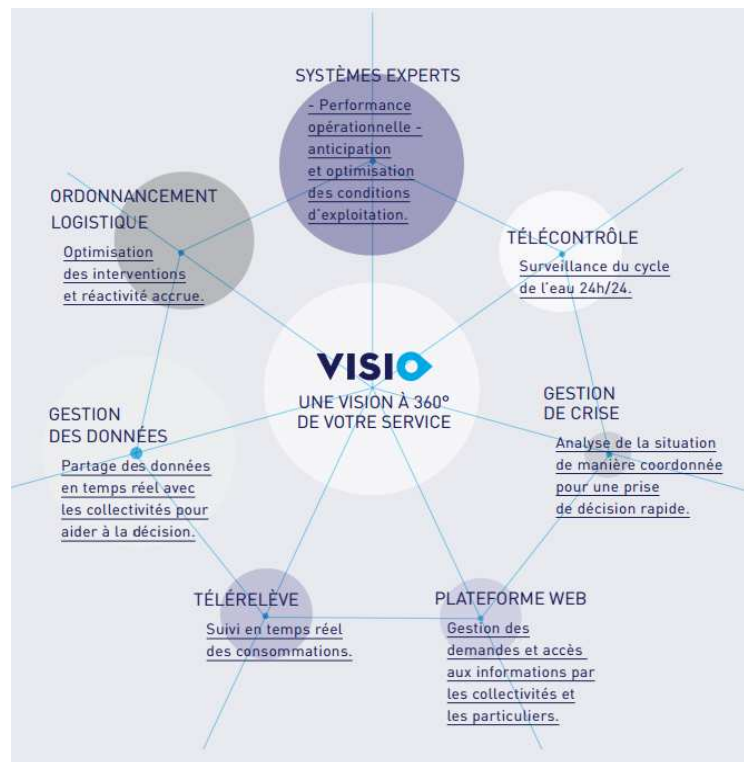 SYSTÈMES EXPERTS
- Performance
opérationnelle -
anticipation
et optimisation
des conditions
d'exploitation.
ORDONNANCEMENT
LOGISTIQUE
Optimisation
des interventions
et réactivité accrue.
TÉLÉCONTRÔLE
Surveillance du cycle
de l'eau 24h/24.
VISIO
UNE VISION À 360°
DE VOTRE SERVICE
GESTION
DES DONNÉES
Partage des données
en temps réel avec
les collectivités pour
aider à la décision.
GESTION
DE CRISE
Analyse de la situation
de manière coordonnée
pour une prise
de décision rapide.
TÉLÉRELÈVE
Suivi en temps réel
des consommations.
PLATEFORME WEB
Gestion des
demandes et accès
aux informations par
les collectivités et
les particuliers.